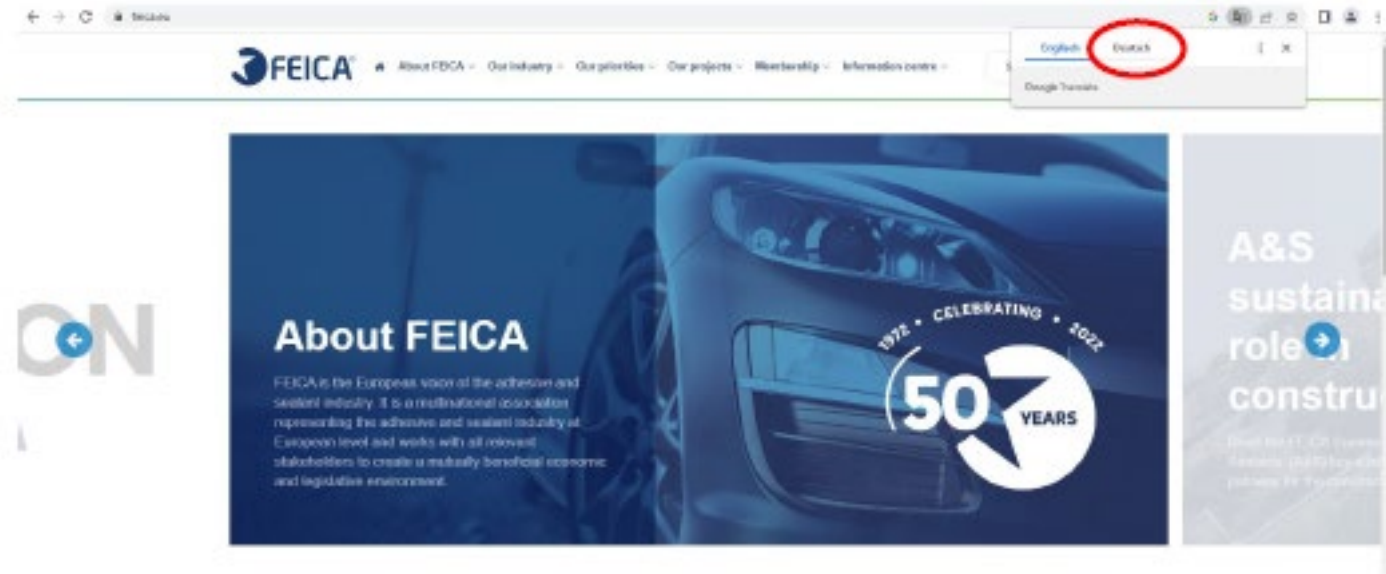 feica.eu
Englisch Deutsch
Google Translate
FEICA
About FEICA Our industry Our priorities Our projects Membership Information centre
About FEICA
FEICA is the European voice of the adhesive and
sealant industry. It is a multinational association
representing the adhesive and sealant industry at
European level and works with all relevant
stakeholders to create a mutually beneficial economic
and legislative environment.
1972 • CELEBRATING • 2022
50 YEARS
ON
A&S
sustaina
role
constru